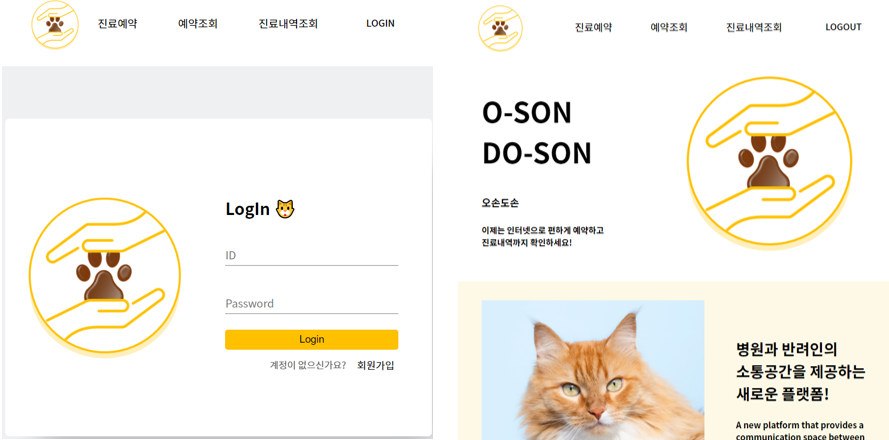 진료예약 예약조회 진료내역조회 LOGIN
LogIn
ID
Password
Login
계정이 없으신가요? 회원가입
진료예약 예약조회 진료내역조회 LOGOUT
O-SON
DO-SON
오손도손
이제는 인터넷으로 편하게 예약하고
진료내역까지 확인하세요!
병원과 반려인의
소통공간을 제공하는
새로운 플랫폼!
A new platform that provides a
communication space between